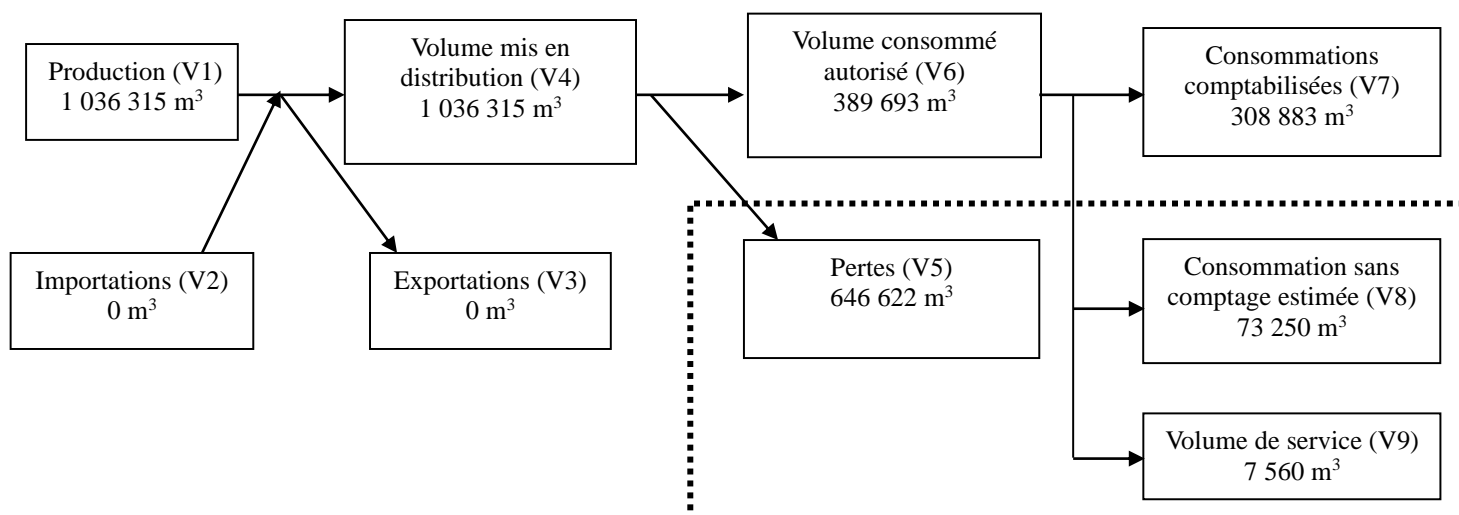 Production (V1)
1 036 315 m³
Volume mis en
distribution (V4)
1 036 315 m³
Volume consommé
autorisé (V6)
389 693 m³
Consommations
comptabilisées (V7)
308 883 m³
Importations (V2)
0 m³
Exportations (V3)
0 m³
Pertes (V5)
646 622 m³
Consommation sans
comptage estimée (V8)
73 250 m³
Volume de service (V9)
7 560 m³